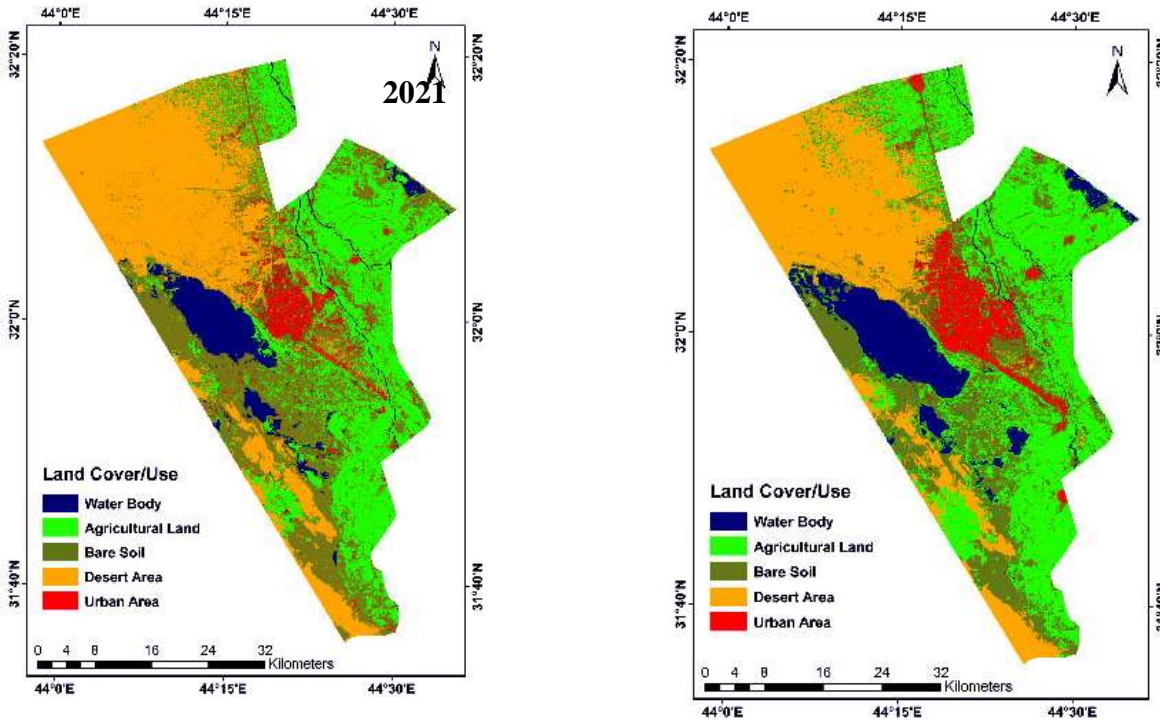 44°0'E 44°15'E 44°30'E
32°20'N
N
2021
32°20'N
32°0'N
32°0'N
Land Cover/Use
Water Body
Agricultural Land
Bare Soil
Desert Area
Urban Area
31°40'N
31°40'N
0 2 4 8 16 24 32
Kilometers
44°0'E 44°15'E 44°30'E
44°0'E 44°15'E 44°30'E
32°20'N
N
32°0'N
Land Cover/Use
Water Body
Agricultural Land
Bare Soil
Desert Area
Urban Area
31°40'N
0 2 4 8 16 24 32
Kilometers
44°0'E 44°15'E 44°30'E